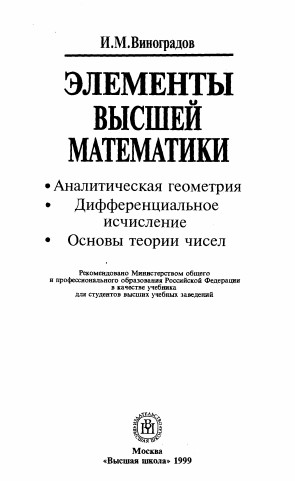 И.М.Виноградов
ЭЛЕМЕНТЫ
ВЫСШЕЙ
МАТЕМАТИКИ
• Аналитическая геометрия
• Дифференциальное
исчисление
• Основы теории чисел
Рекомендовано Министерством общего
и профессионального образования Российской Федерации
в качестве учебника
для студентов высших учебных заведений
Москва
«Высшая школа» 1999